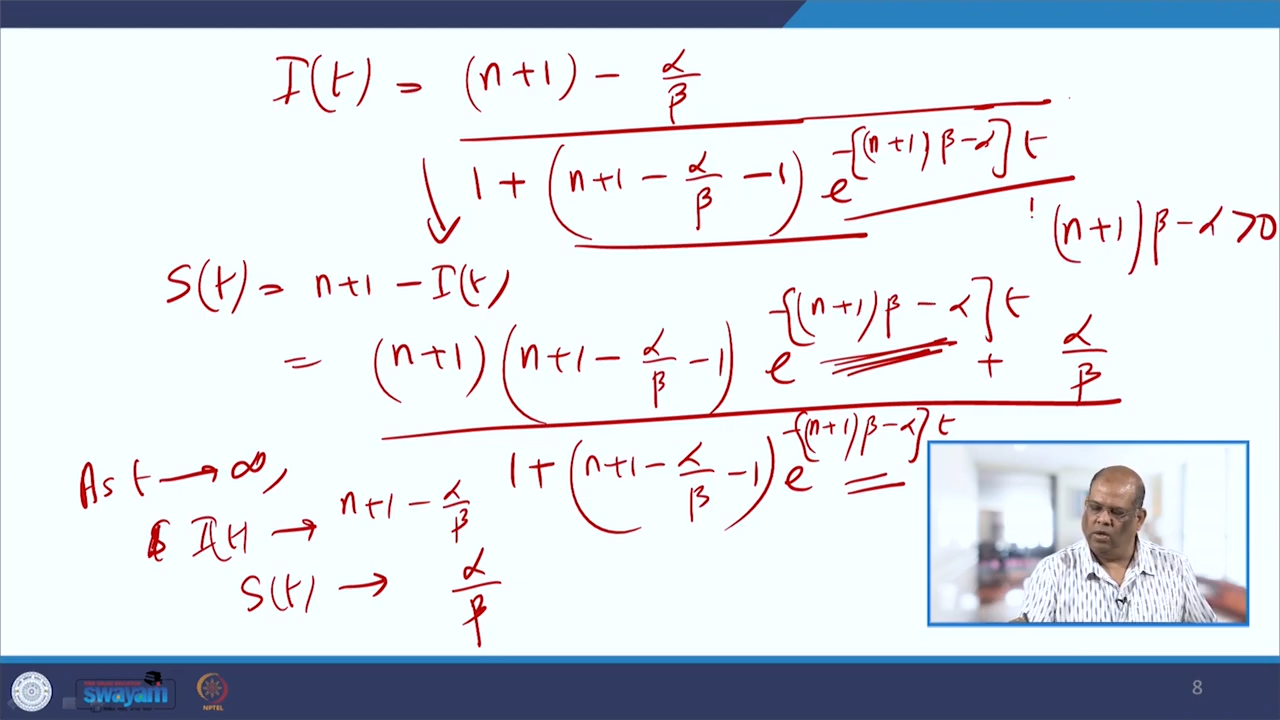 I(t) = (n+1) - α/β
1 + (n+1 - α/β - 1) e^{-[(n+1)β-α]t}
(n+1)β-α>0
S(t) = n+1 - I(t)
= (n+1)(n+1 - α/β - 1) e^{-{(n+1)β-α}t} + α/β
1 + (n+1 - α/β - 1) e^{-{(n+1)β-α}t}
As t → ∞,
I(t) → n+1 - α/β
S(t) → α/β
swayam
NPTEL
8